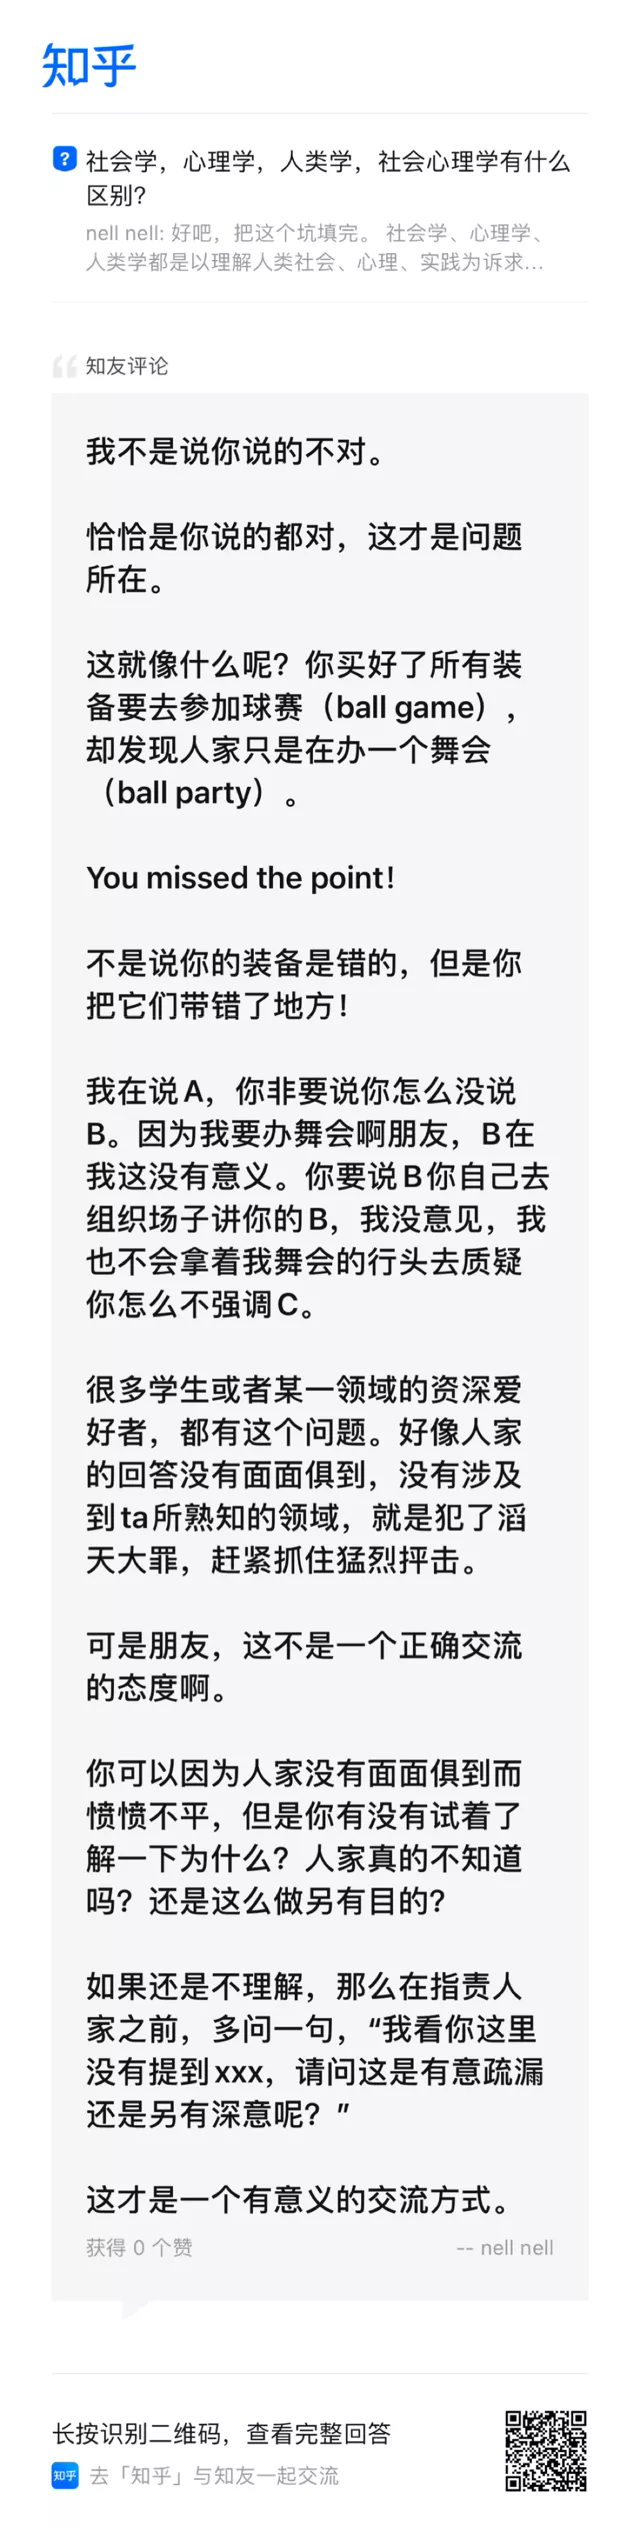 知乎
社会学，心理学，人类学，社会心理学有什么
区别？
nell nell: 好吧，把这个坑填完。 社会学、心理学、
人类学都是以理解人类社会、心理、实践为诉求...
知友评论
我不是说你说的不对。
恰恰是你说的都对，这才是问题
所在。
这就像什么呢？你买好了所有装
备要去参加球赛（ball game），
却发现人家只是在办一个舞会
（ball party）。
You missed the point！
不是说你的装备是错的，但是你
把它们带错了地方！
我在说A，你非要说你怎么没说
B。因为我要办舞会啊朋友，B在
我这没有意义。你要说B你自己去
组织场子讲你的B，我没意见，我
也不会拿着我舞会的行头去质疑
你怎么不强调C。
很多学生或者某一领域的资深爱
好者，都有这个问题。好像人家
的回答没有面面俱到，没有涉及
到ta所熟知的领域，就是犯了滔
天大罪，赶紧抓住猛烈抨击。
可是朋友，这不是一个正确交流
的态度啊。
你可以因为人家没有面面俱到而
愤愤不平，但是你有没有试着了
解一下为什么？人家真的不知道
吗？还是这么做另有目的？
如果还是不理解，那么在指责人
家之前，多问一句，“我看你这里
没有提到xxx，请问这是有意疏漏
还是另有深意呢？”
这才是一个有意义的交流方式。
获得 0 个赞 -- nell nell
长按识别二维码，查看完整回答
知乎 去「知乎」与知友一起交流